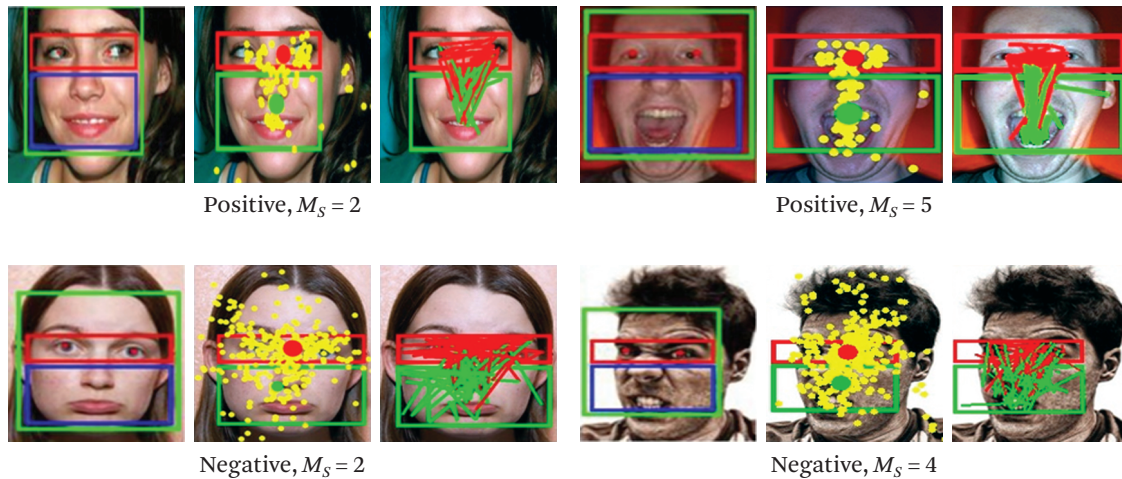 Positive, M_S = 2
Positive, M_S = 5
Negative, M_S = 2
Negative, M_S = 4